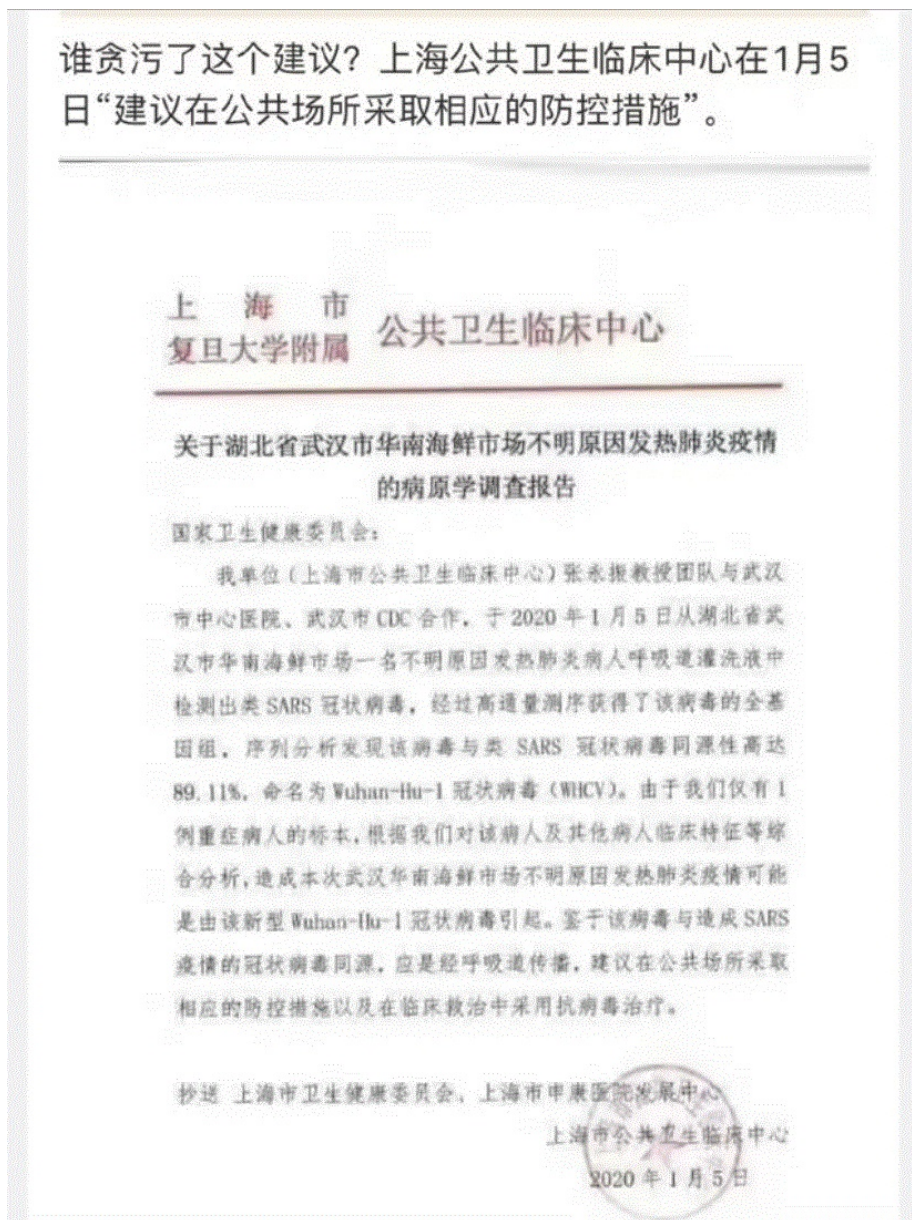 谁贪污了这个建议？上海公共卫生临床中心在1月5
日“建议在公共场所采取相应的防控措施”。
上海市
复旦大学附属 公共卫生临床中心
关于湖北省武汉市华南海鲜市场不明原因发热肺炎疫情
的病原学调查报告
国家卫生健康委员会：
我单位（上海市公共卫生临床中心）张永振教授团队与武汉
市中心医院、武汉市CDC合作，于2020年1月5日从湖北省武
汉市华南海鲜市场一名不明原因发热肺炎病人呼吸道灌洗液中
检测出类SARS冠状病毒，经过高通量测序获得了该病毒的全基
因组，序列分析发现该病毒与类SARS冠状病毒同源性高达
89.11%，命名为Wuhan-Hu-1冠状病毒（WHCV）。由于我们仅有1
例重症病人的标本，根据我们对该病人及其他病人临床特征等综
合分析，造成本次武汉华南海鲜市场不明原因发热肺炎疫情可能
是由该新型Wuhan-Hu-1冠状病毒引起。鉴于该病毒与造成SARS
疫情的冠状病毒同源，应是经呼吸道传播，建议在公共场所采取
相应的防控措施以及在临床救治中采用抗病毒治疗。
抄送 上海市卫生健康委员会、上海市申康医院发展中心
上海市公共卫生临床中心
2020年1月5日